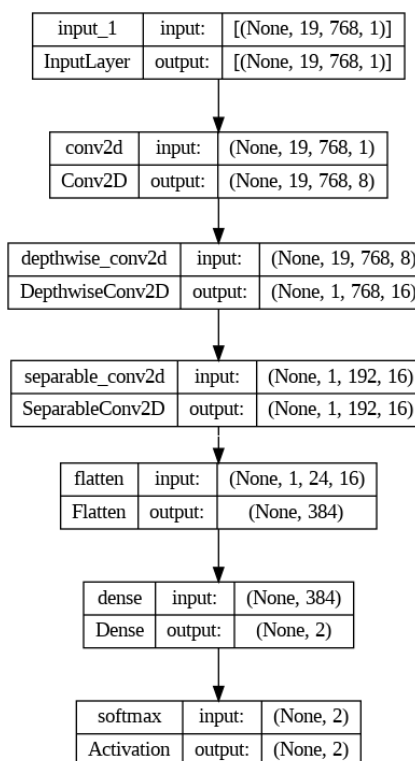 input_1 input: [(None, 19, 768, 1)]
InputLayer output: [(None, 19, 768, 1)]
conv2d input: (None, 19, 768, 1)
Conv2D output: (None, 19, 768, 8)
depthwise_conv2d input: (None, 19, 768, 8)
DepthwiseConv2D output: (None, 1, 768, 16)
separable_conv2d input: (None, 1, 192, 16)
SeparableConv2D output: (None, 1, 192, 16)
flatten input: (None, 1, 24, 16)
Flatten output: (None, 384)
dense input: (None, 384)
Dense output: (None, 2)
softmax input: (None, 2)
Activation output: (None, 2)